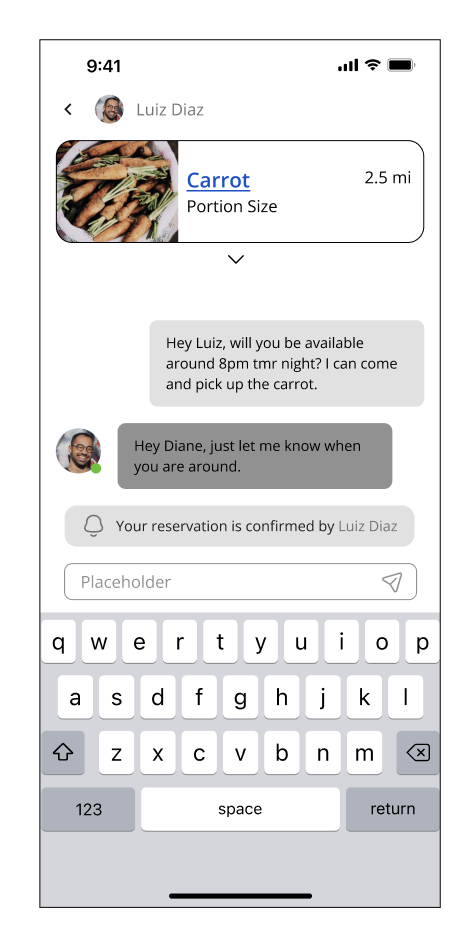 9:41
Luiz Diaz
Carrot
2.5 mi
Portion Size
Hey Luiz, will you be available
around 8pm tmr night? I can come
and pick up the carrot.
Hey Diane, just let me know when
you are around.
Your reservation is confirmed by Luiz Diaz
Placeholder
q w e r t y u i o p
a s d f g h j k l
z x c v b n m
123 space return